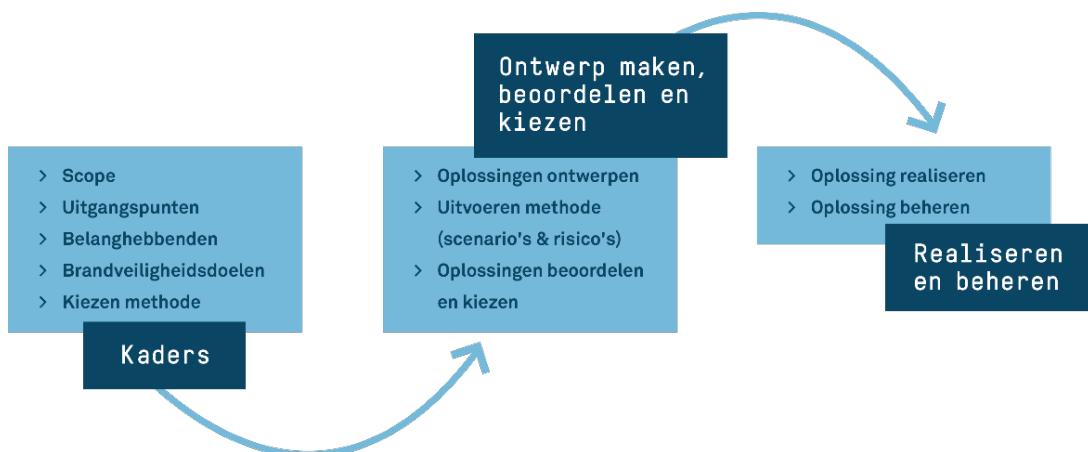 > Scope
> Uitgangspunten
> Belanghebbenden
> Brandveiligheidsdoelen
> Kiezen methode
Kaders
Ontwerp maken,
beoordelen en
kiezen
> Oplossingen ontwerpen
> Uitvoeren methode
(scenario's & risico's)
> Oplossingen beoordelen
en kiezen
> Oplossing realiseren
> Oplossing beheren
Realiseren
en beheren